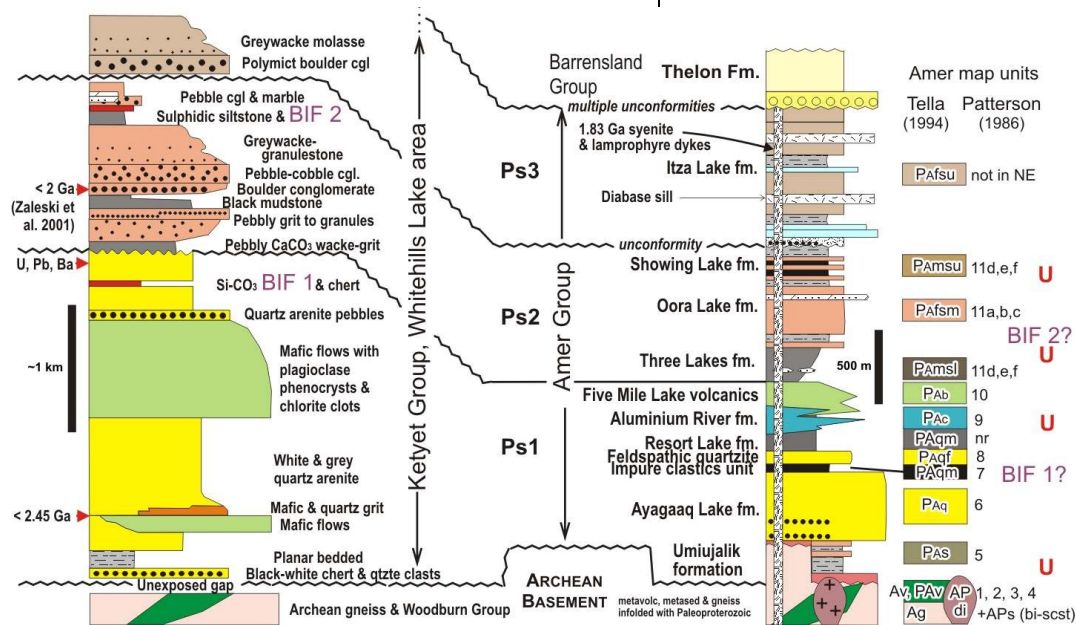 Greywacke molasse
Polymict boulder cgl
Pebble cgl & marble
Sulphidic siltstone & BIF 2
Greywacke-
granulestone
Pebble-cobble cgl.
< 2 Ga
Boulder conglomerate
(Zaleski et
al. 2001)
Black mudstone
Pebbly grit to granules
Pebbly CaCO3 wacke-grit
U, Pb, Ba
Si-CO3 BIF 1 & chert
Quartz arenite pebbles
~1 km
Mafic flows with
plagioclase
phenocrysts &
chlorite clots
White & grey
quartz arenite
Mafic & quartz grit
< 2.45 Ga
Mafic flows
Planar bedded
Black-white chert & qtzte clasts
Unexposed gap
Archean gneiss & Woodburn Group
Ketyet Group, Whitehills Lake area
Ps3
Ps2
Ps1
Amer Group
Barrensland
Group
Thelon Fm.
multiple unconformities
1.83 Ga syenite
& lamprophyre dykes
Itza Lake fm.
Diabase sill
unconformity
Showing Lake fm.
Oora Lake fm.
Three Lakes fm.
500 m
Five Mile Lake volcanics
Aluminium River fm.
Resort Lake fm.
Feldspathic quartzite
Impure clastics unit
Ayagaaq Lake fm.
Umiujalik
formation
ARCHEAN
BASEMENT
metavolc, metased & gneiss
infolded with Paleoproterozoic
Amer map units
Tella Patterson
(1994) (1986)
PAfsu not in NE
PAmsu 11d,e,f
U
PAfsm 11a,b,c
BIF 2?
U
PAmsl 11d,e,f
PAb 10
PAc 9
U
PAqm nr
PAqf 8
PAqm 7
BIF 1?
PAq 6
PAs 5
U
Av, PAv AP 1, 2, 3, 4
Ag di +APs (bi-scst)